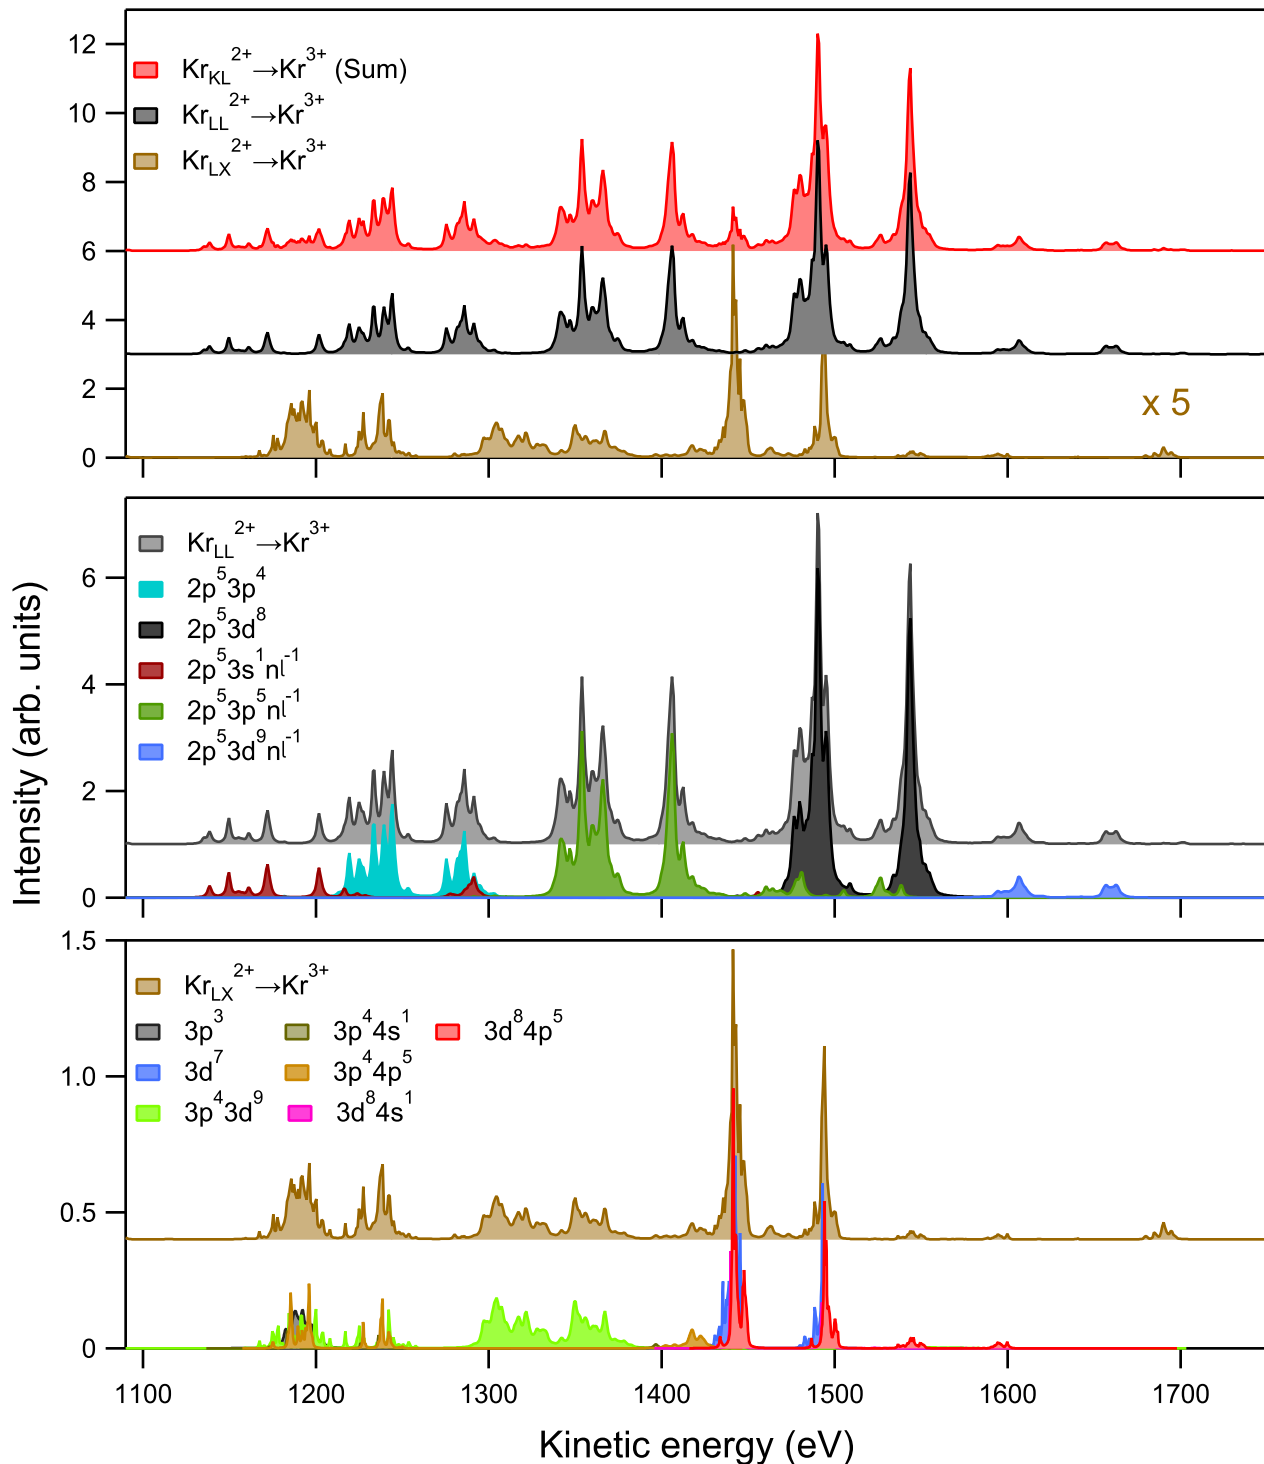 12
10
8
6
4
2
0
Kr_KL^2+→Kr^3+ (Sum)
Kr_LL^2+→Kr^3+
Kr_LX^2+→Kr^3+
x 5
Intensity (arb. units)
6
4
2
0
Kr_LL^2+→Kr^3+
2p^5 3p^4
2p^5 3d^8
2p^5 3s^1 nl^-1
2p^5 3p^5 nl^-1
2p^5 3d^9 nl^-1
1.5
1.0
0.5
0
Kr_LX^2+→Kr^3+
3p^3 3p^4 4s^1 3d^8 4p^5
3d^7 3p^4 4p^5
3p^4 3d^9 3d^8 4s^1
1100 1200 1300 1400 1500 1600 1700
Kinetic energy (eV)